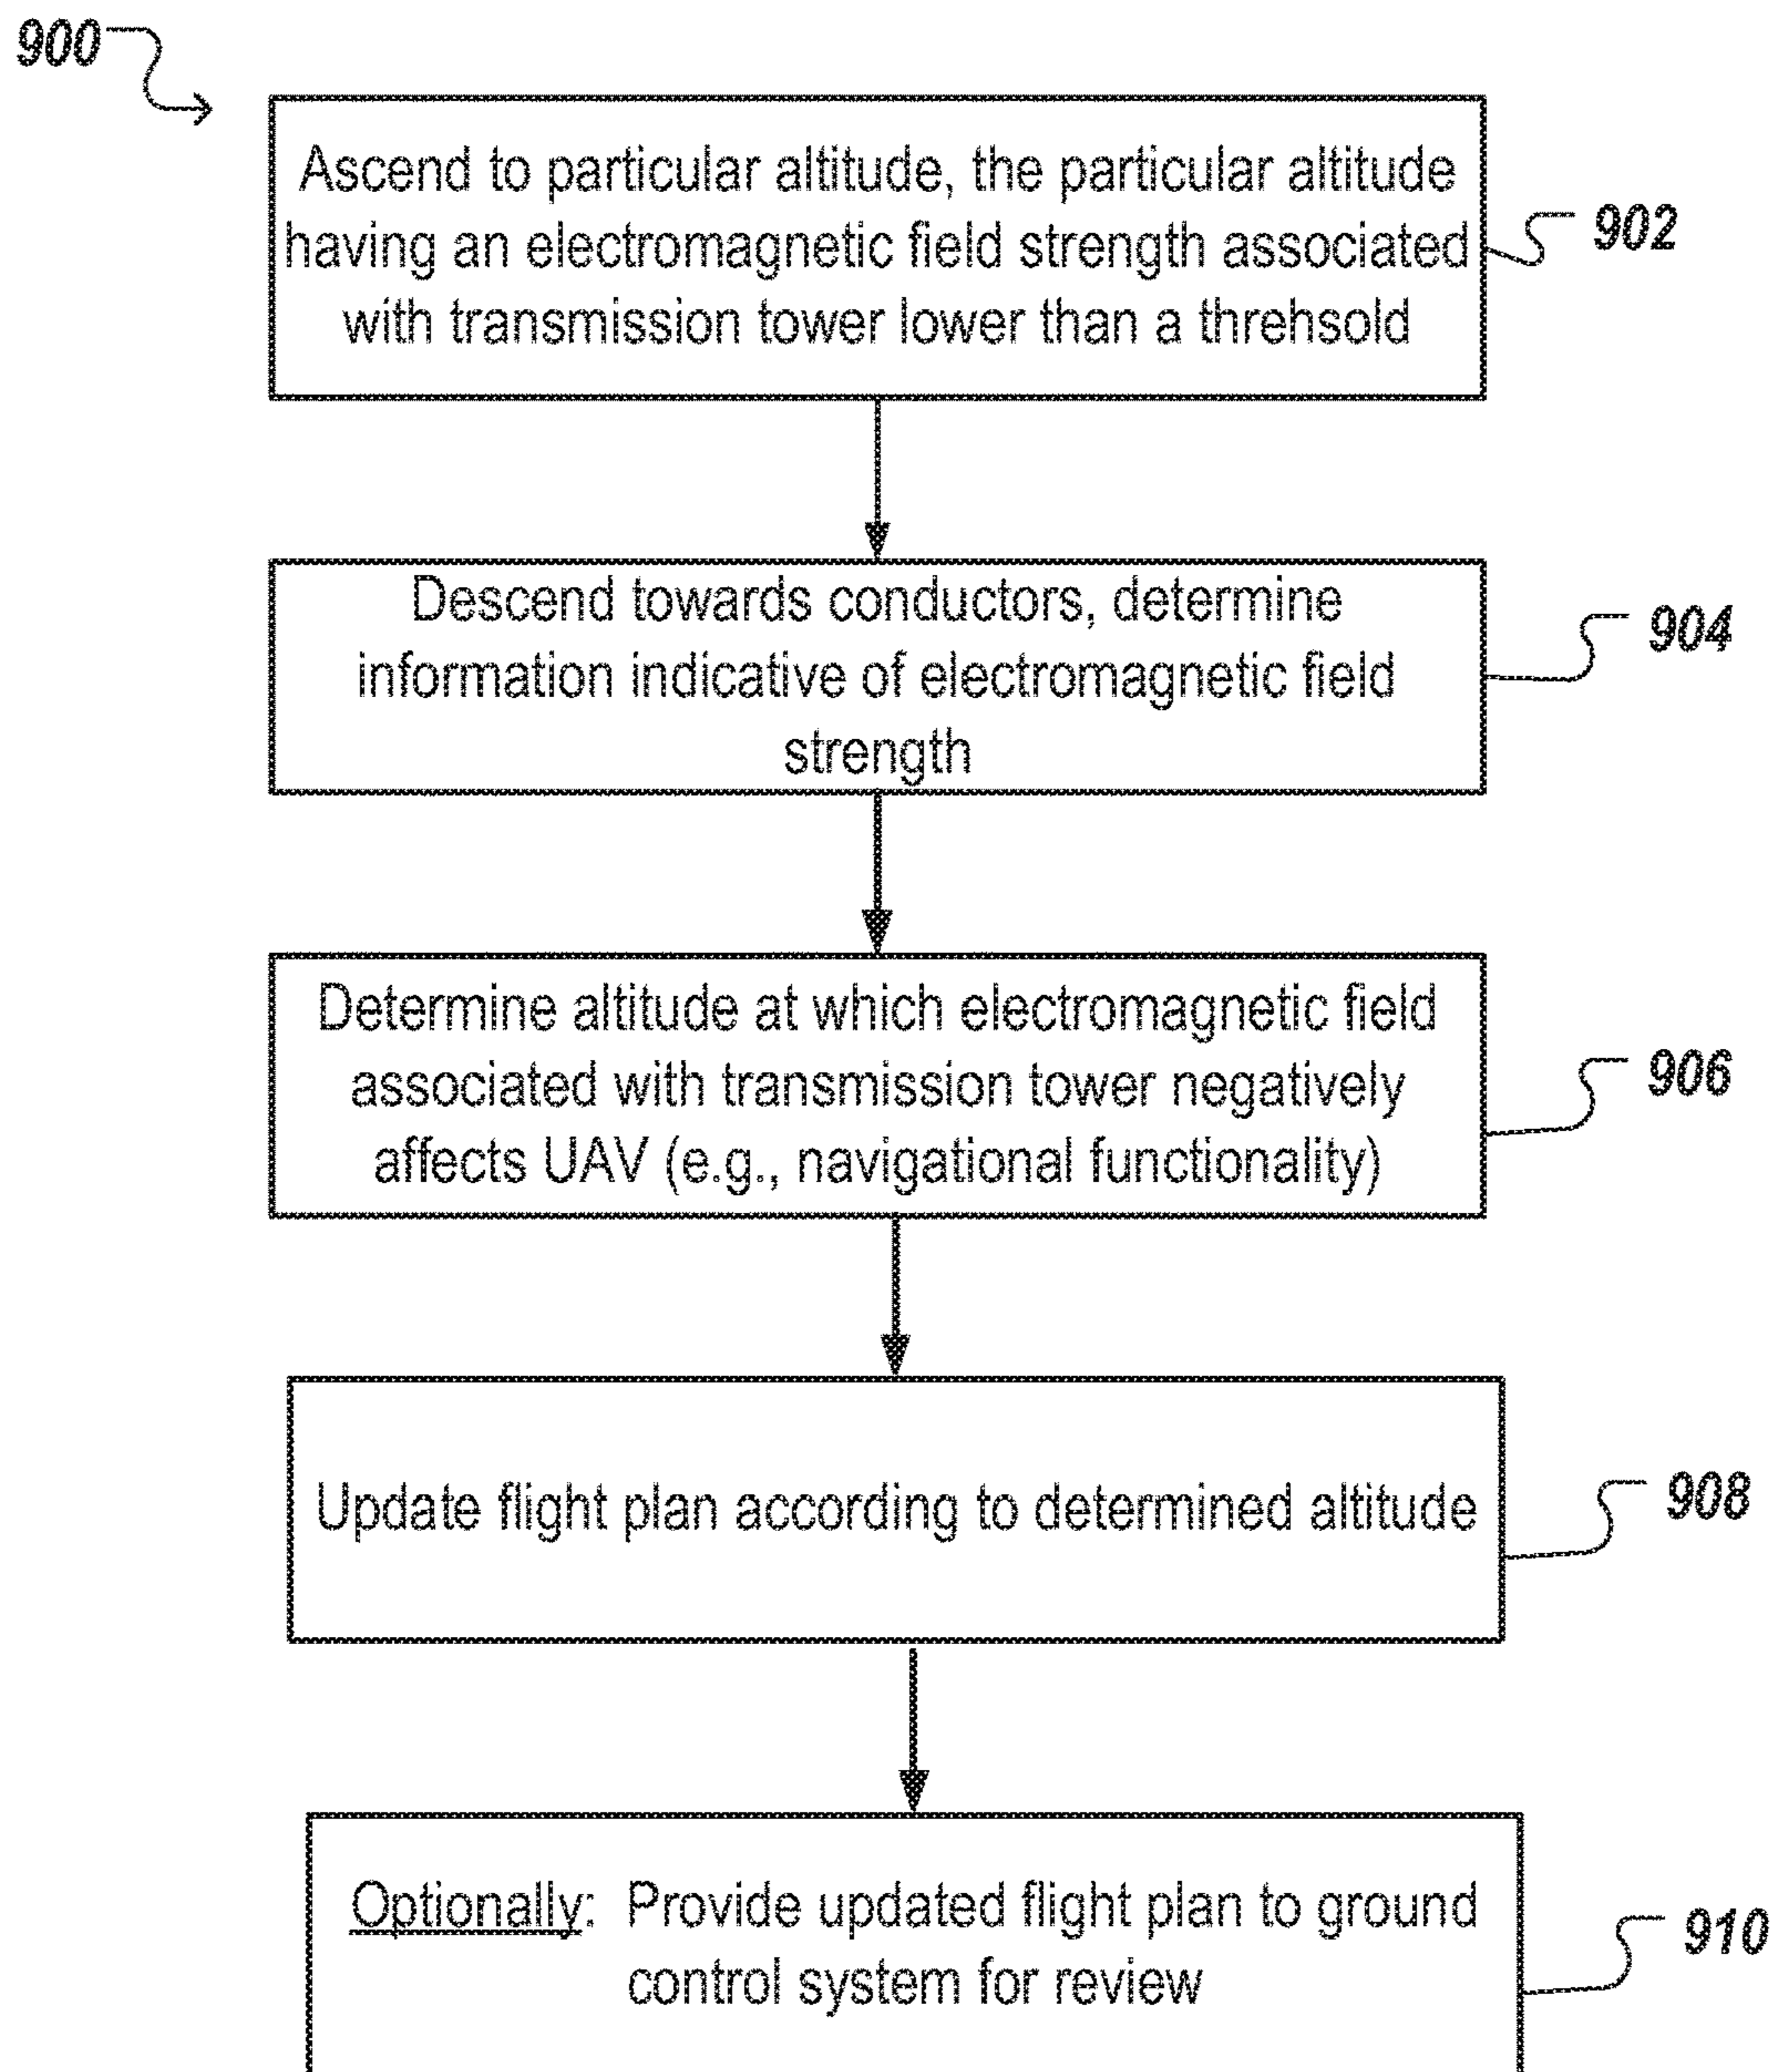 900
Ascend to particular altitude, the particular altitude
having an electromagnetic field strength associated
with transmission tower lower than a threhsold
902
Descend towards conductors, determine
information indicative of electromagnetic field
strength
904
Determine altitude at which electromagnetic field
associated with transmission tower negatively
affects UAV (e.g., navigational functionality)
906
Update flight plan according to determined altitude
908
Optionally: Provide updated flight plan to ground
control system for review
910